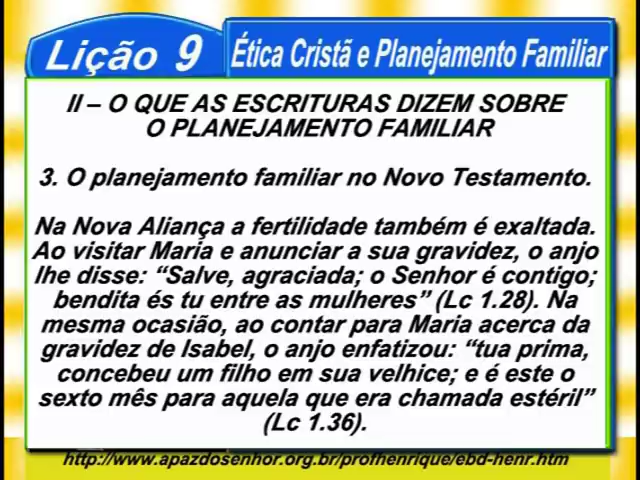 Lição 9
Ética Cristã e Planejamento Familiar
II – O QUE AS ESCRITURAS DIZEM SOBRE
O PLANEJAMENTO FAMILIAR
3. O planejamento familiar no Novo Testamento.
Na Nova Aliança a fertilidade também é exaltada.
Ao visitar Maria e anunciar a sua gravidez, o anjo
lhe disse: “Salve, agraciada; o Senhor é contigo;
bendita és tu entre as mulheres” (Lc 1.28). Na
mesma ocasião, ao contar para Maria acerca da
gravidez de Isabel, o anjo enfatizou: “tua prima,
concebeu um filho em sua velhice; e é este o
sexto mês para aquela que era chamada estéril”
(Lc 1.36).
http://www.apazdosenhor.org.br/profhenrique/ebd-henr.htm